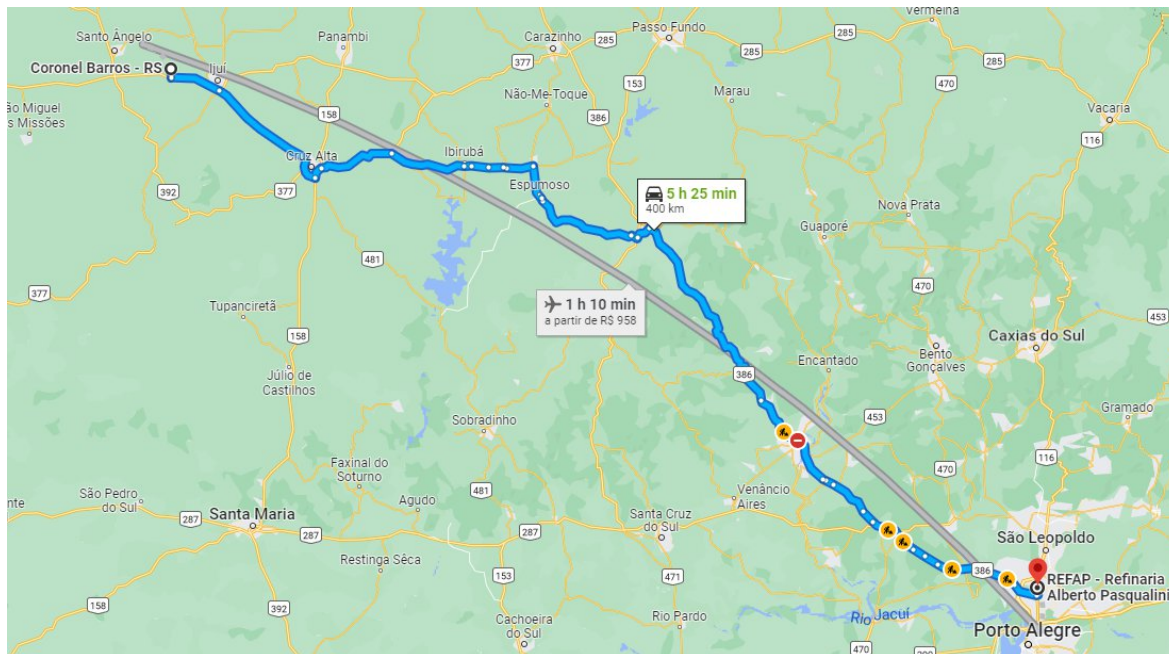 Vermelha
Passo Fundo
285
Santo Ângelo
Panambi
Carazinho
285
285
470
Coronel Barros - RS
Ijuí
377
153
Não-Me-Toque
Marau
158
386
Vacaria
ão Miguel
s Missões
Ibirubá
Cruz Alta
392
377
Espumoso
5 h 25 min
400 km
Nova Prata
116
Guaporé
481
470
377
1 h 10 min
a partir de R$ 958
Tupanciretã
453
158
Caxias do Sul
Encantado
Bento
Gonçalves
Júlio de
Castilhos
386
Gramado
Sobradinho
453
116
Faxinal do
Soturno
470
São Pedro
do Sul
Agudo
481
Venâncio
Aires
nte
287
Santa Maria
287
Santa Cruz
do Sul
287
São Leopoldo
Restinga Sêca
153
471
386
REFAP - Refinaria
Alberto Pasqualini
158
392
Cachoeira
do Sul
Rio Pardo
Rio Jacuí
Porto Alegre
470
290